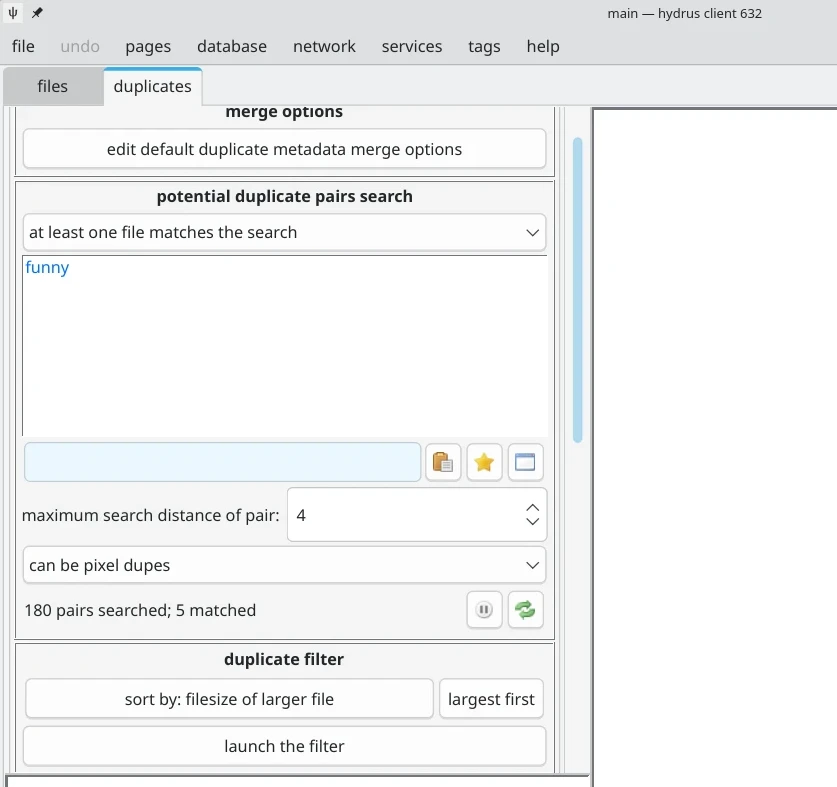 main — hydrus client 632
file undo pages database network services tags help
files duplicates
merge options
edit default duplicate metadata merge options
potential duplicate pairs search
at least one file matches the search
funny
maximum search distance of pair: 4
can be pixel dupes
180 pairs searched; 5 matched
duplicate filter
sort by: filesize of larger file largest first
launch the filter